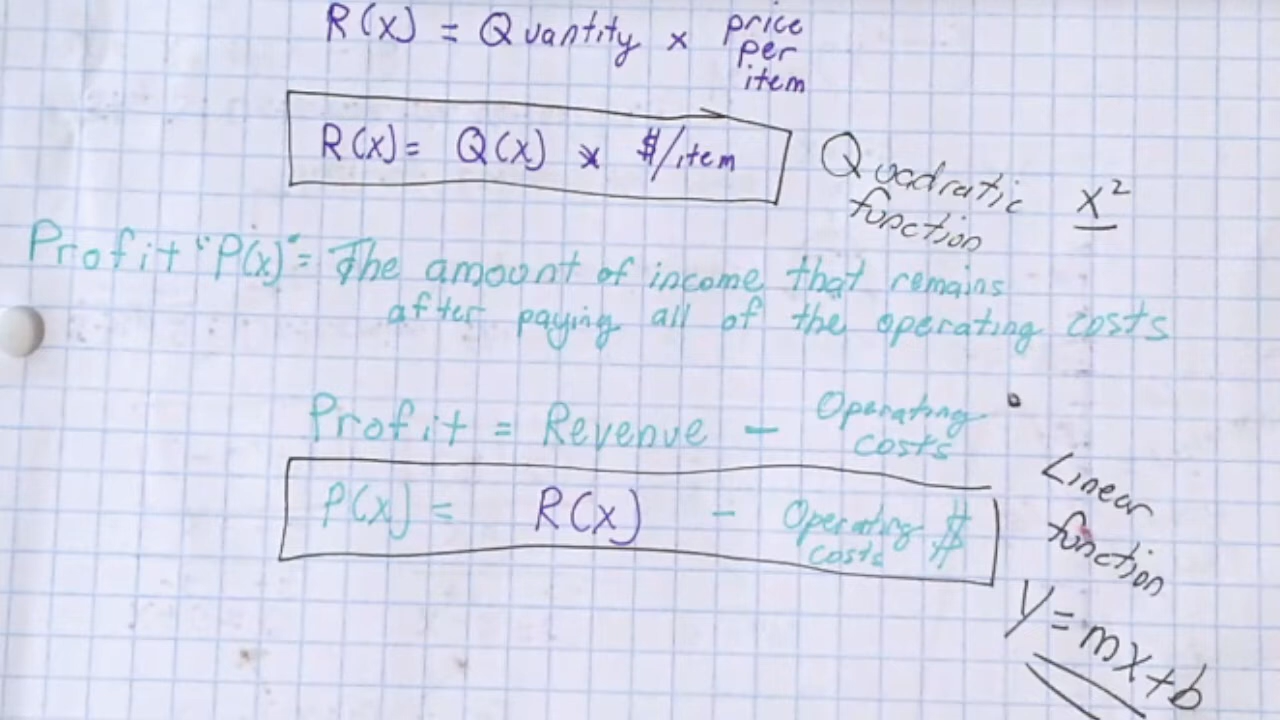 R(x) = Quantity x price
per
item
R(x) = Q(x) x $/item
Quadratic x²
function
Profit "P(x)" = The amount of income that remains
after paying all of the operating costs
Profit = Revenue - Operating
costs
P(x) = R(x) - Operating $
costs
Linear
function
y = mx+b